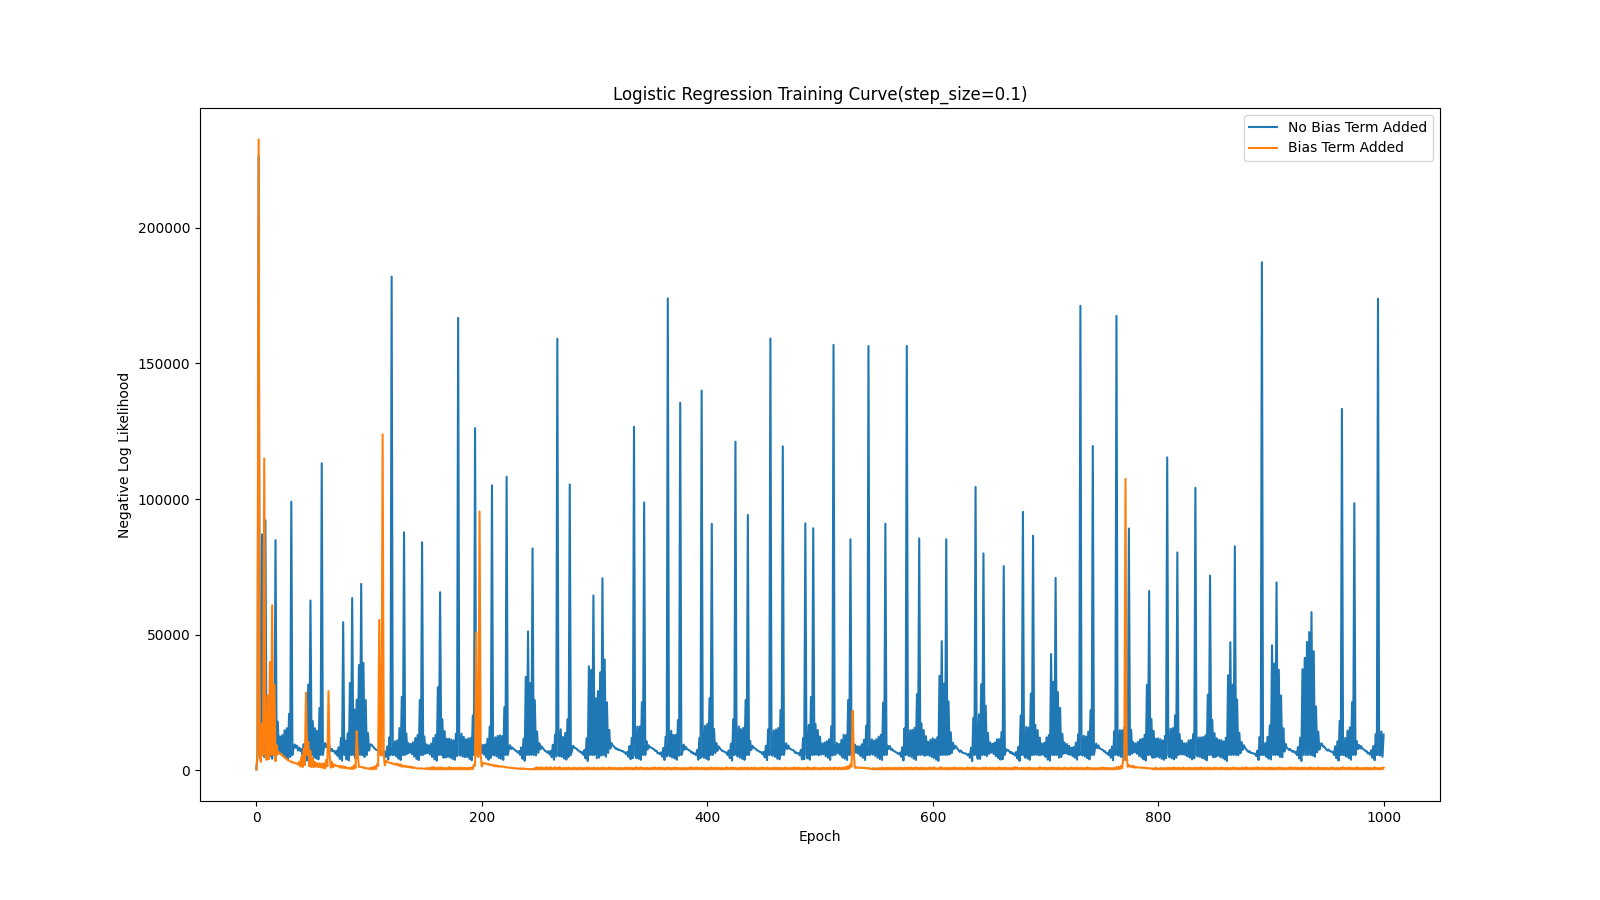 Logistic Regression Training Curve(step_size=0.1)
No Bias Term Added
Bias Term Added
Negative Log Likelihood
200000
150000
100000
50000
0
0 200 400 600 800 1000
Epoch